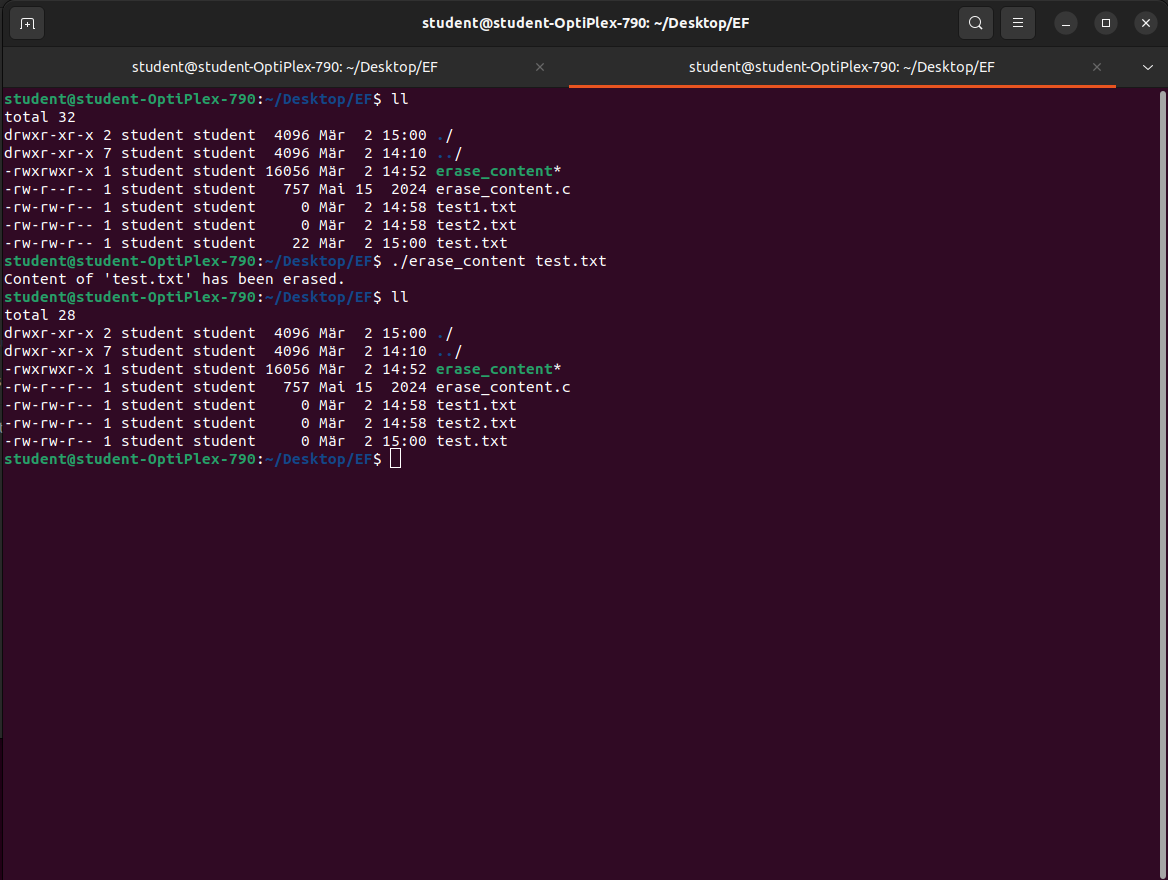 student@student-OptiPlex-790: ~/Desktop/EF
student@student-OptiPlex-790: ~/Desktop/EF
student@student-OptiPlex-790: ~/Desktop/EF
student@student-OptiPlex-790:~/Desktop/EF$ ll
total 32
drwxr-xr-x 2 student student  4096 Mär  2 15:00 ./
drwxr-xr-x 7 student student  4096 Mär  2 14:10 ../
-rwxrwxr-x 1 student student 16056 Mär  2 14:52 erase_content*
-rw-r--r-- 1 student student   757 Mai 15  2024 erase_content.c
-rw-rw-r-- 1 student student     0 Mär  2 14:58 test1.txt
-rw-rw-r-- 1 student student     0 Mär  2 14:58 test2.txt
-rw-rw-r-- 1 student student    22 Mär  2 15:00 test.txt
student@student-OptiPlex-790:~/Desktop/EF$ ./erase_content test.txt
Content of 'test.txt' has been erased.
student@student-OptiPlex-790:~/Desktop/EF$ ll
total 28
drwxr-xr-x 2 student student  4096 Mär  2 15:00 ./
drwxr-xr-x 7 student student  4096 Mär  2 14:10 ../
-rwxrwxr-x 1 student student 16056 Mär  2 14:52 erase_content*
-rw-r--r-- 1 student student   757 Mai 15  2024 erase_content.c
-rw-rw-r-- 1 student student     0 Mär  2 14:58 test1.txt
-rw-rw-r-- 1 student student     0 Mär  2 14:58 test2.txt
-rw-rw-r-- 1 student student     0 Mär  2 15:00 test.txt
student@student-OptiPlex-790:~/Desktop/EF$